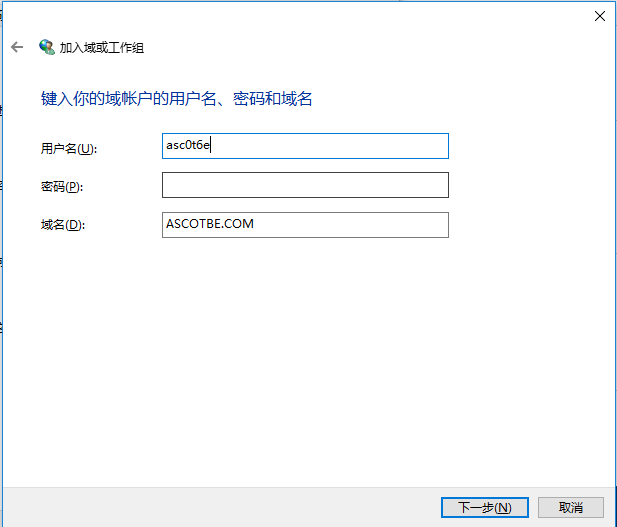 加入域或工作组
键入你的域帐户的用户名、密码和域名
用户名(U): asc0t6e
密码(P):
域名(D): ASCOTBE.COM
下一步(N) 取消